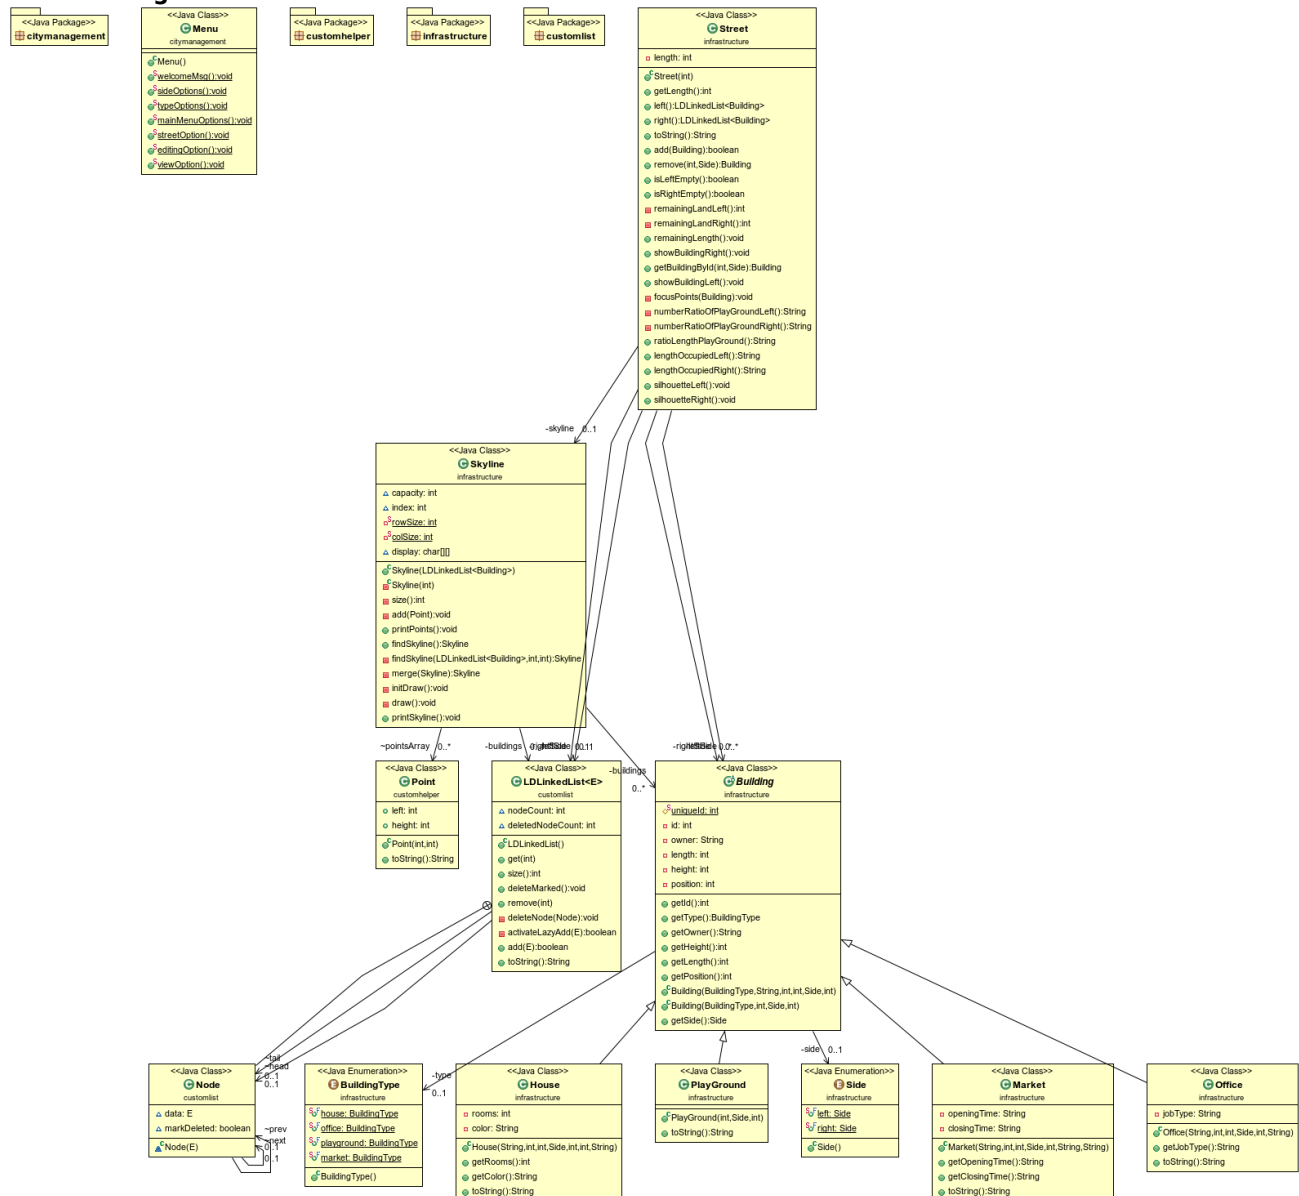 g
<<Java Package>>
citymanagement
<<Java Class>>
Menu
citymanagement
Menu()
welcomeMsg():void
sideOptions():void
typeOptions():void
mainMenuOptions():void
streetOption():void
editingOption():void
viewOption():void
<<Java Package>>
customhelper
<<Java Package>>
infrastructure
<<Java Package>>
customlist
<<Java Class>>
Street
infrastructure
length: int
Street(int)
getLength():int
left():LDLinkedList<Building>
right():LDLinkedList<Building>
toString():String
add(Building):boolean
remove(int,Side):Building
isLeftEmpty():boolean
isRightEmpty():boolean
remainingLandLeft():int
remainingLandRight():int
remainingLength():void
showBuildingRight():void
getBuildingById(int,Side):Building
showBuildingLeft():void
focusPoints(Building):void
numberRatioOfPlayGroundLeft():String
numberRatioOfPlayGroundRight():String
ratioLengthPlayGround():String
lengthOccupiedLeft():String
lengthOccupiedRight():String
silhouetteLeft():void
silhouetteRight():void
-skyline 0..1
<<Java Class>>
Skyline
infrastructure
capacity: int
index: int
rowSize: int
colSize: int
display: char[][]
Skyline(LDLinkedList<Building>)
Skyline(int)
size():int
add(Point):void
printPoints():void
findSkyline():Skyline
findSkyline(LDLinkedList<Building>,int,int):Skyline
merge(Skyline):Skyline
initDraw():void
draw():void
printSkyline():void
~pointsArray 0..*
-buildings
-buildings
0..*
<<Java Class>>
Point
customhelper
left: int
height: int
Point(int,int)
toString():String
<<Java Class>>
LDLinkedList<E>
customlist
nodeCount: int
deletedNodeCount: int
LDLinkedList()
get(int)
size():int
deleteMarked():void
remove(int)
deleteNode(Node):void
activateLazyAdd(E):boolean
add(E):boolean
toString():String
<<Java Class>>
Building
infrastructure
uniqueId: int
id: int
owner: String
length: int
height: int
position: int
getId():int
getType():BuildingType
getOwner():String
getHeight():int
getLength():int
getPosition():int
Building(BuildingType,String,int,int,Side,int)
Building(BuildingType,int,Side,int)
getSide():Side
~tail
~head
0..1
0..1
-type
0..1
-side 0..1
<<Java Class>>
Node
customlist
data: E
markDeleted: boolean
Node(E)
~prev
~next
0..1
0..1
<<Java Enumeration>>
BuildingType
infrastructure
house: BuildingType
office: BuildingType
playground: BuildingType
market: BuildingType
BuildingType()
<<Java Class>>
House
infrastructure
rooms: int
color: String
House(String,int,int,Side,int,int,String)
getRooms():int
getColor():String
toString():String
<<Java Class>>
PlayGround
infrastructure
PlayGround(int,Side,int)
toString():String
<<Java Enumeration>>
Side
infrastructure
left: Side
right: Side
Side()
<<Java Class>>
Market
infrastructure
openingTime: String
closingTime: String
Market(String,int,int,Side,int,String,String)
getOpeningTime():String
getClosingTime():String
toString():String
<<Java Class>>
Office
infrastructure
jobType: String
Office(String,int,int,Side,int,String)
getJobType():String
toString():String